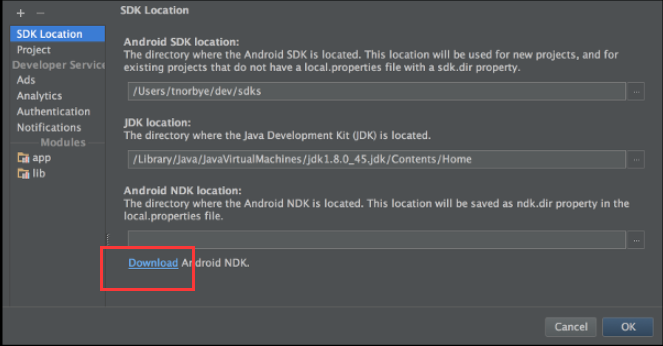 SDK Location
SDK Location
Project
Developer Service
Ads
Analytics
Authentication
Notifications
Modules
app
lib
Android SDK location:
The directory where the Android SDK is located. This location will be used for new projects, and for
existing projects that do not have a local.properties file with a sdk.dir property.
/Users/tnorbye/dev/sdks
...
JDK location:
The directory where the Java Development Kit (JDK) is located.
/Library/Java/JavaVirtualMachines/jdk1.8.0_45.jdk/Contents/Home
...
Android NDK location:
The directory where the Android NDK is located. This location will be saved as ndk.dir property in the
local.properties file.
...
Download Android NDK.
Cancel
OK